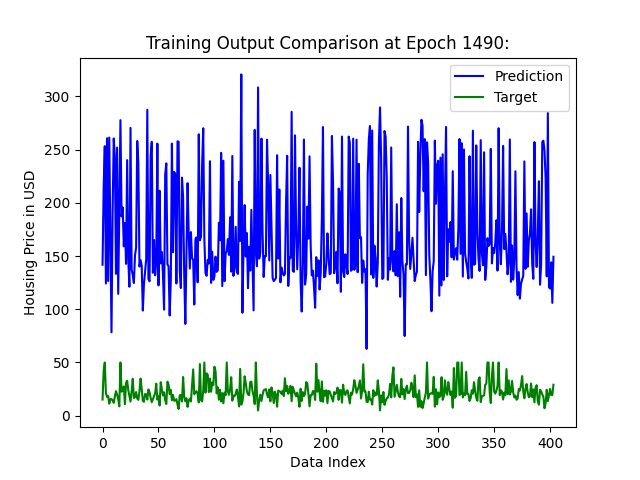 Training Output Comparison at Epoch 1490:
Prediction
Target
Housing Price in USD
300
250
200
150
100
50
0
0 50 100 150 200 250 300 350 400
Data Index